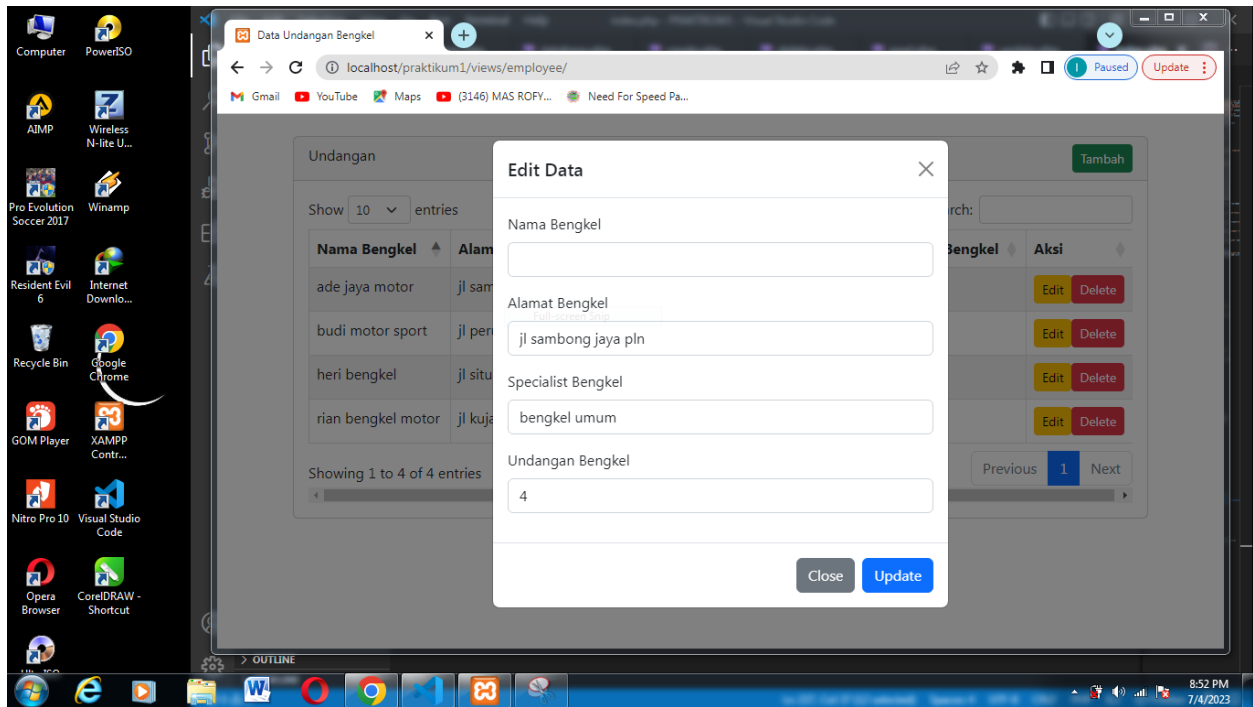 Computer
PowerISO
AIMP
Wireless
N-lite U...
Pro Evolution
Soccer 2017
Winamp
Resident Evil
6
Internet
Downlo...
Recycle Bin
Google
Chrome
GOM Player
XAMPP
Contr...
Nitro Pro 10
Visual Studio
Code
Opera
Browser
CorelDRAW -
Shortcut
Data Undangan Bengkel
localhost/praktikum1/views/employee/
I
Paused
Update
Gmail
YouTube
Maps
(3146) MAS ROFY...
Need For Speed Pa...
Undangan
Tambah
Show 10 entries
rch:
Nama Bengkel
Alam
Bengkel
Aksi
ade jaya motor
jl sam
Edit
Delete
budi motor sport
jl per
Edit
Delete
heri bengkel
jl situ
Edit
Delete
rian bengkel motor
jl kuja
Edit
Delete
Showing 1 to 4 of 4 entries
Previous
1
Next
Edit Data
Nama Bengkel
Alamat Bengkel
Full-screen Snip
jl sambong jaya pln
Specialist Bengkel
bengkel umum
Undangan Bengkel
4
Close
Update
OUTLINE
8:52 PM
7/4/2023